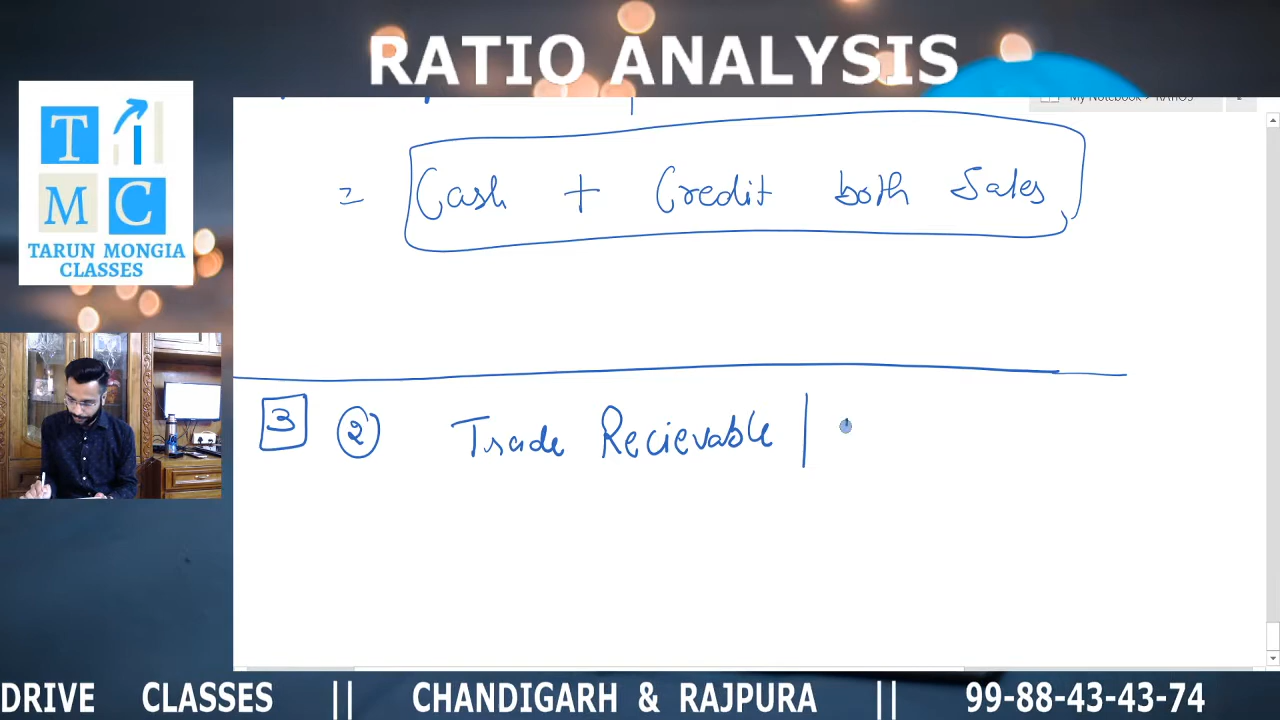 RATIO ANALYSIS
My Notebook > RATIOS
T
M C
TARUN MONGIA
CLASSES
= Cash + Credit both Sales
3 2 Trade Recievable |
DRIVE CLASSES || CHANDIGARH & RAJPURA || 99-88-43-43-74